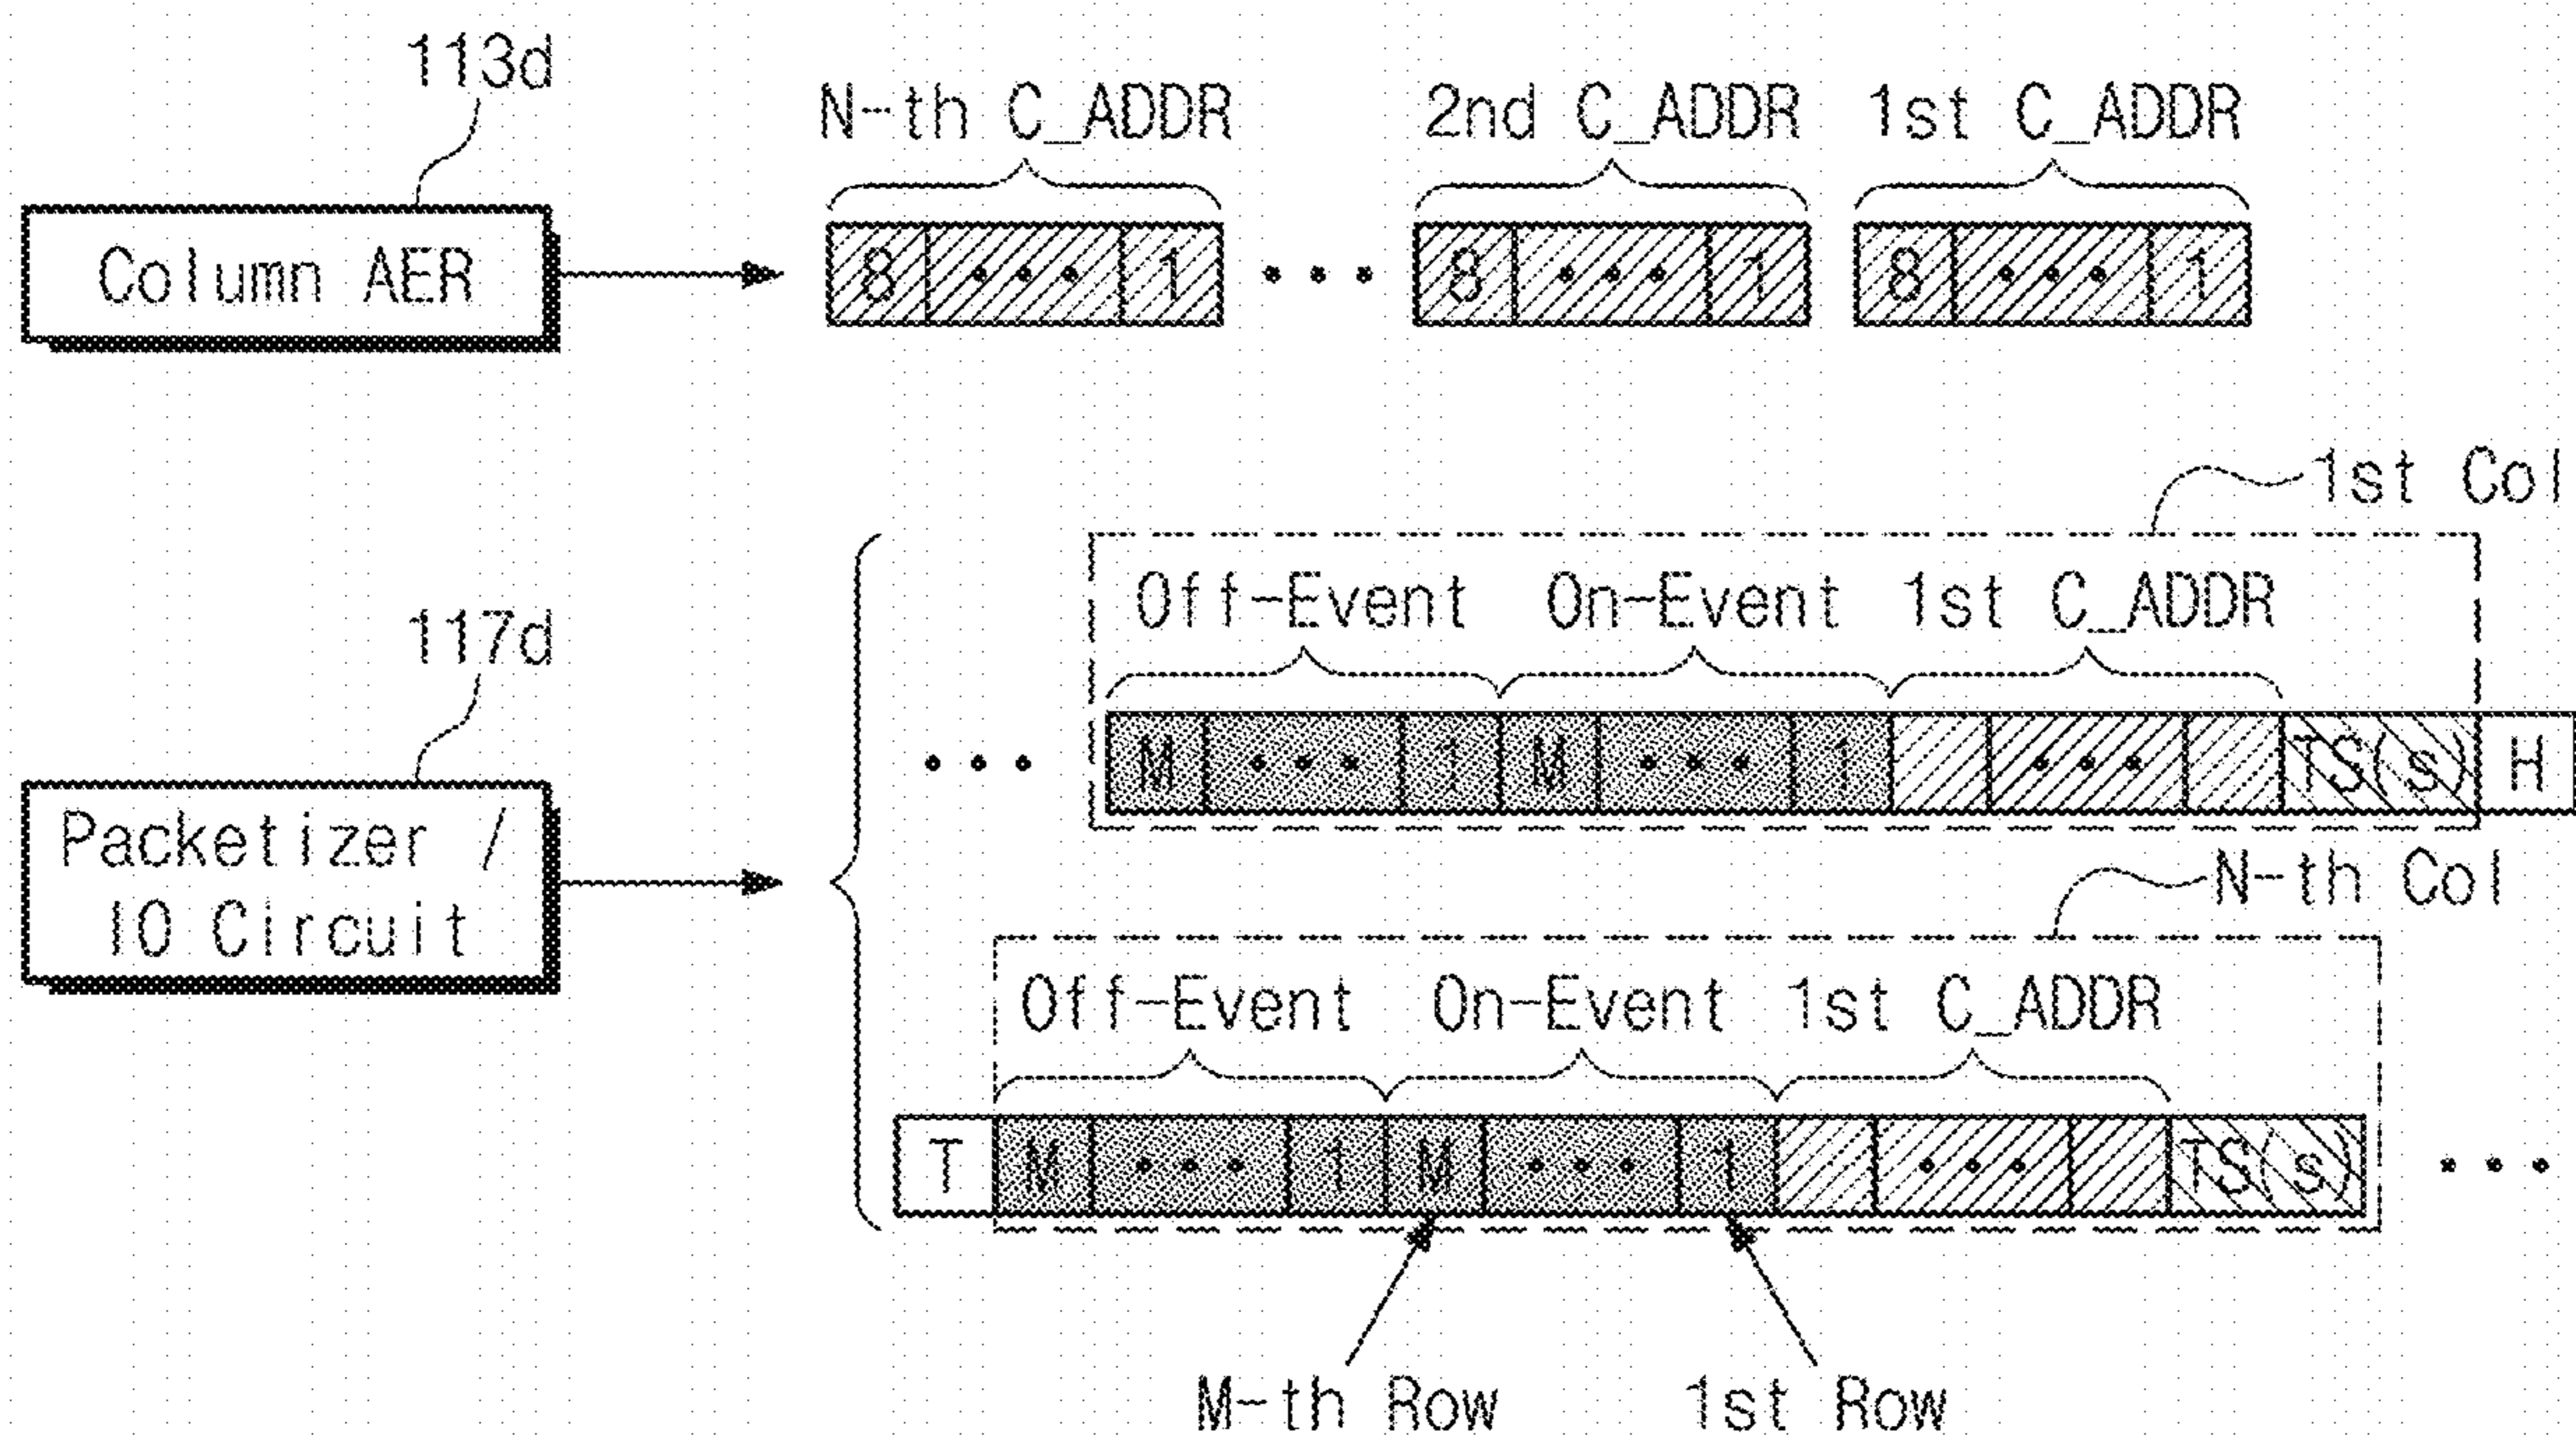 113d
N-th C_ADDR 2nd C_ADDR 1st C_ADDR
Column AER
8 ••• 1 ••• 8 ••• 1 8 ••• 1
1st Col
Off-Event On-Event 1st C_ADDR
117d
••• M ••• 1 M ••• 1 ••• TS(s) H
Packetizer /
IO Circuit
N-th Col
Off-Event On-Event 1st C_ADDR
T M ••• 1 M ••• 1 ••• TS(s) •••
M-th Row 1st Row